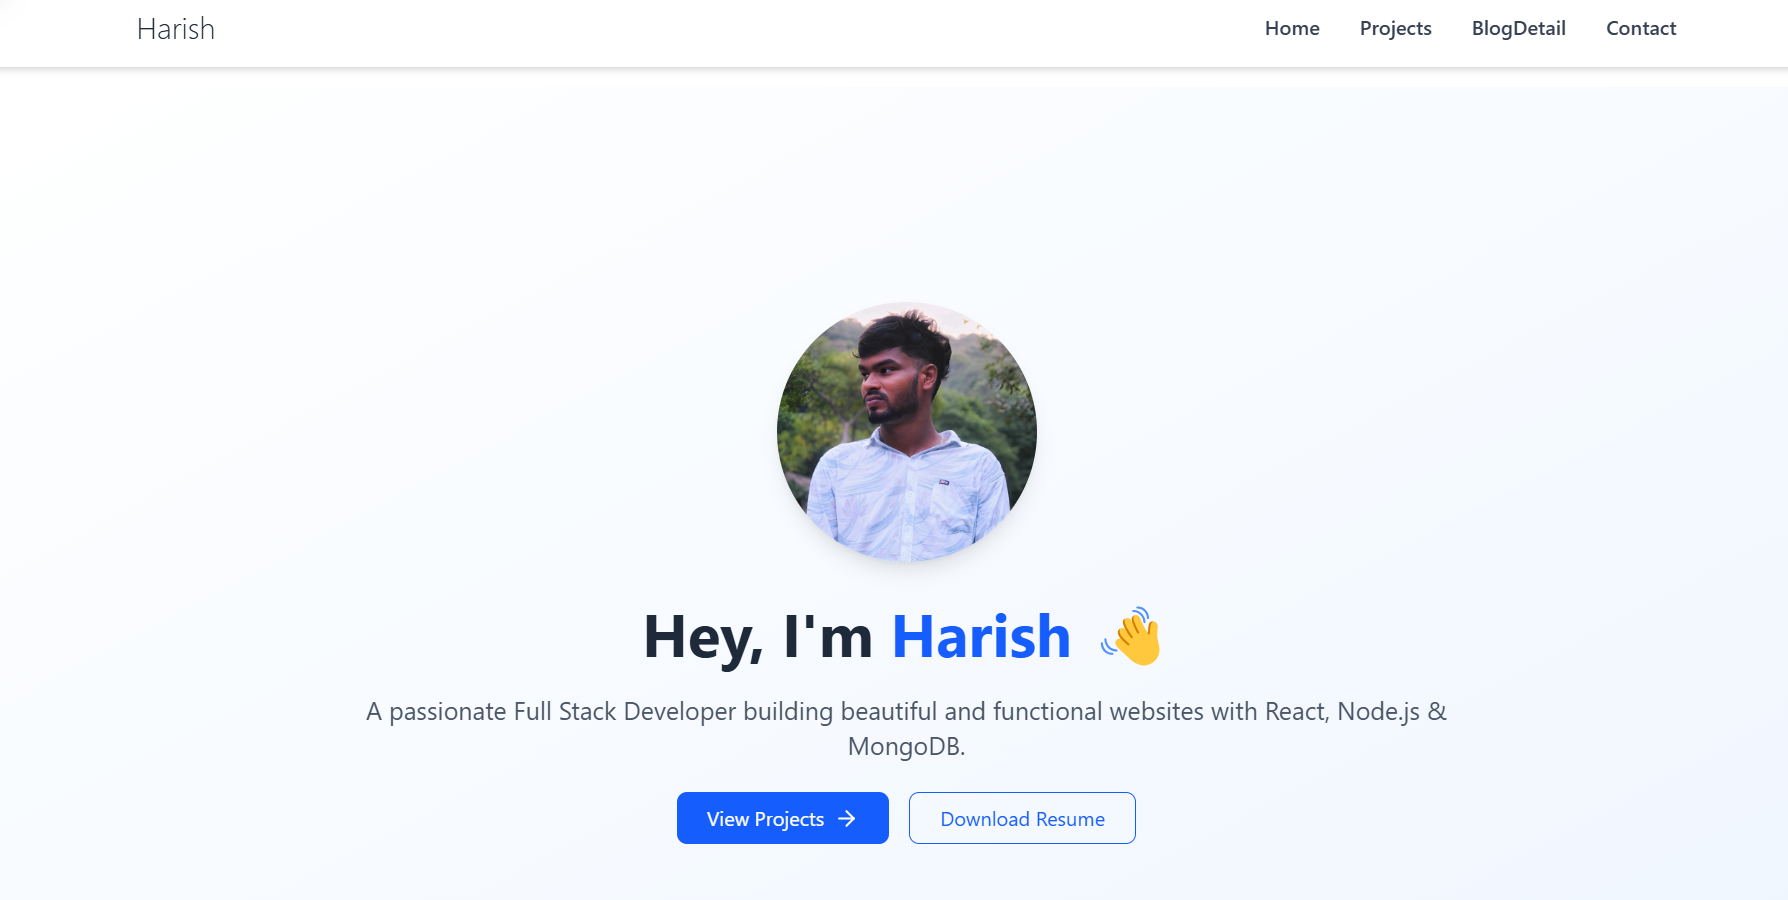 Harish
Home Projects BlogDetail Contact
Hey, I'm Harish 👋
A passionate Full Stack Developer building beautiful and functional websites with React, Node.js &
MongoDB.
View Projects →
Download Resume